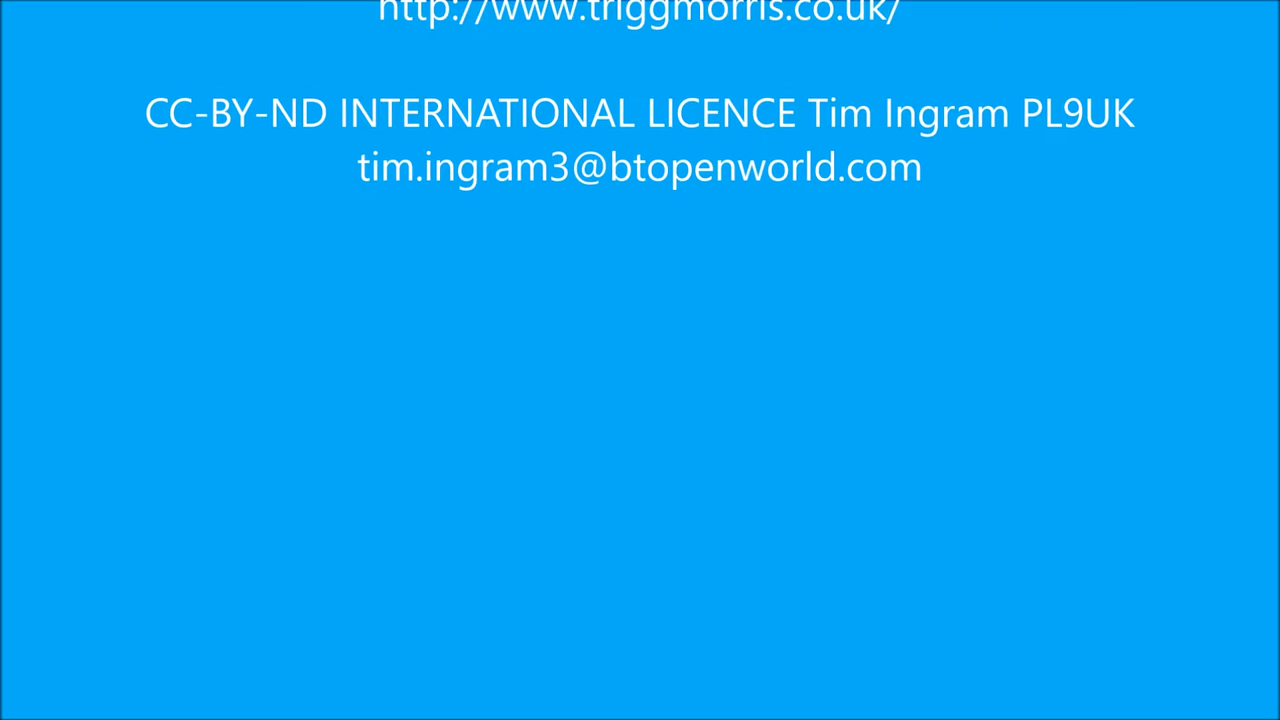 http://www.triggmorris.co.uk/
CC-BY-ND INTERNATIONAL LICENCE Tim Ingram PL9UK
tim.ingram3@btopenworld.com